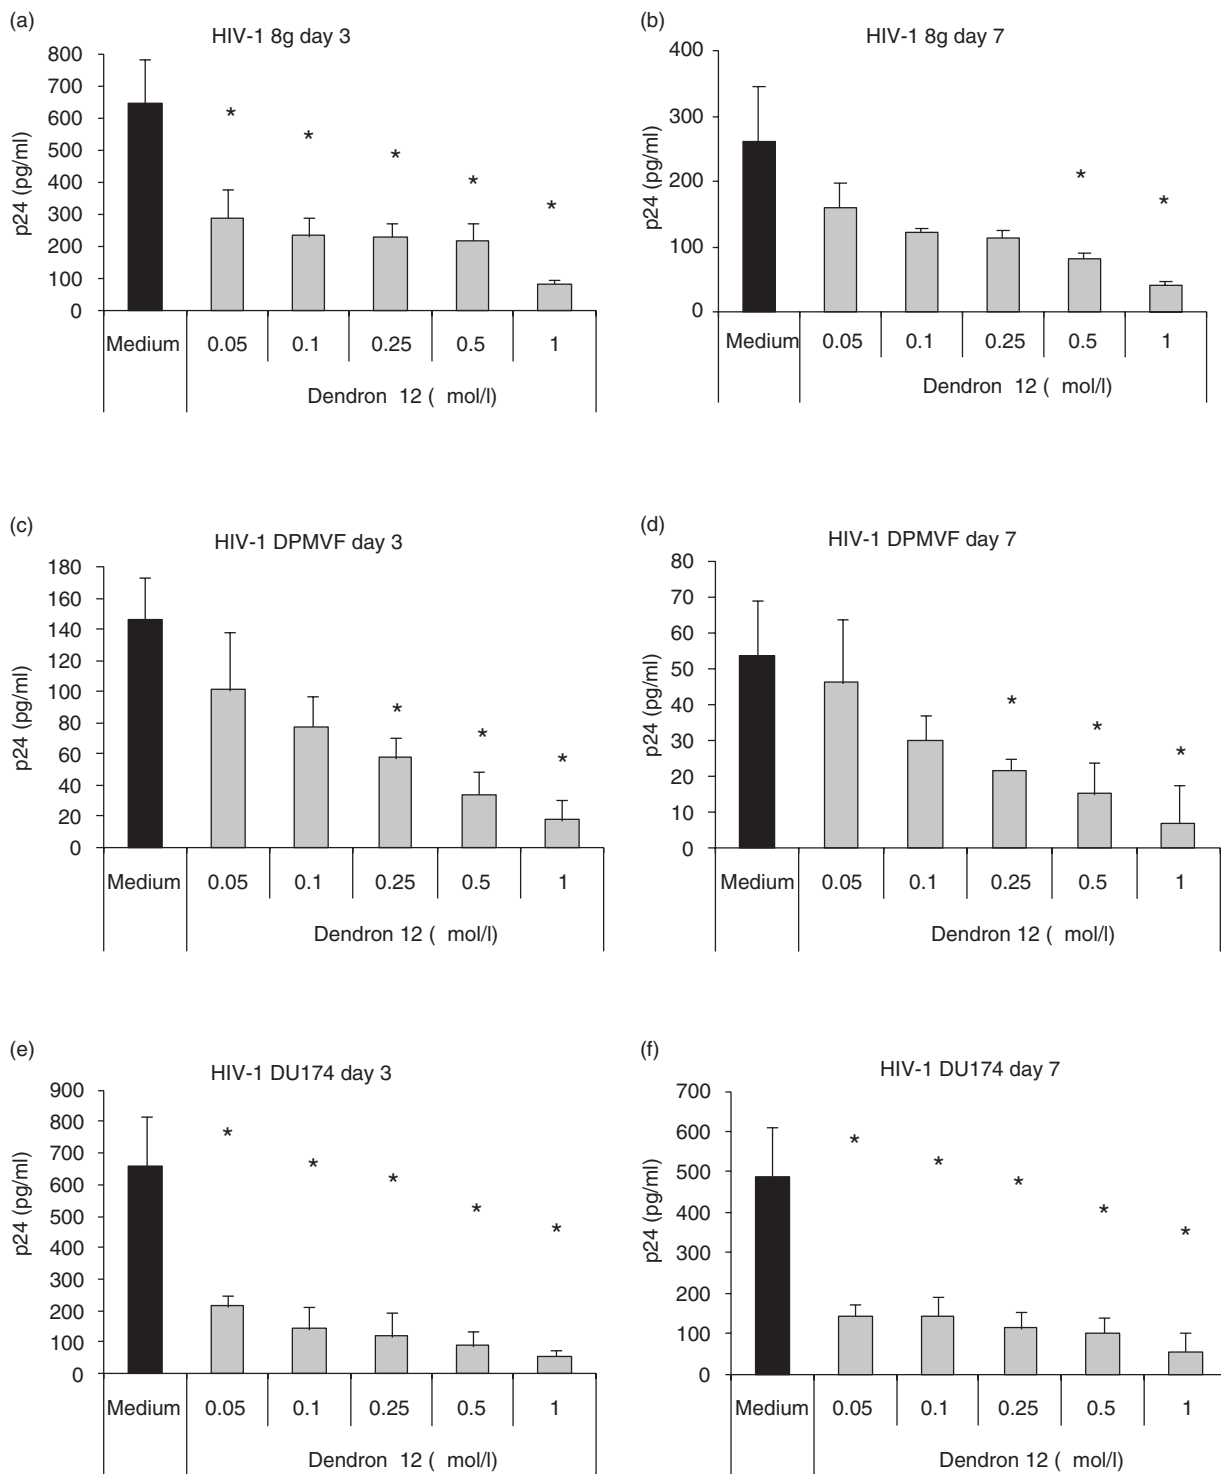 (a)
HIV-1 8g day 3
800
700
600
500
400
300
200
100
0
p24 (pg/ml)
* * * * *
Medium 0.05 0.1 0.25 0.5 1
Dendron 12 ( mol/l)
(b)
HIV-1 8g day 7
400
300
200
100
0
p24 (pg/ml)
* *
Medium 0.05 0.1 0.25 0.5 1
Dendron 12 ( mol/l)
(c)
HIV-1 DPMVF day 3
180
160
140
120
100
80
60
40
20
0
p24 (pg/ml)
* * *
Medium 0.05 0.1 0.25 0.5 1
Dendron 12 ( mol/l)
(d)
HIV-1 DPMVF day 7
80
70
60
50
40
30
20
10
0
p24 (pg/ml)
* * *
Medium 0.05 0.1 0.25 0.5 1
Dendron 12 ( mol/l)
(e)
HIV-1 DU174 day 3
900
800
700
600
500
400
300
200
100
0
p24 (pg/ml)
* * * * *
Medium 0.05 0.1 0.25 0.5 1
Dendron 12 ( mol/l)
(f)
HIV-1 DU174 day 7
700
600
500
400
300
200
100
0
p24 (pg/ml)
* * * * *
Medium 0.05 0.1 0.25 0.5 1
Dendron 12 ( mol/l)